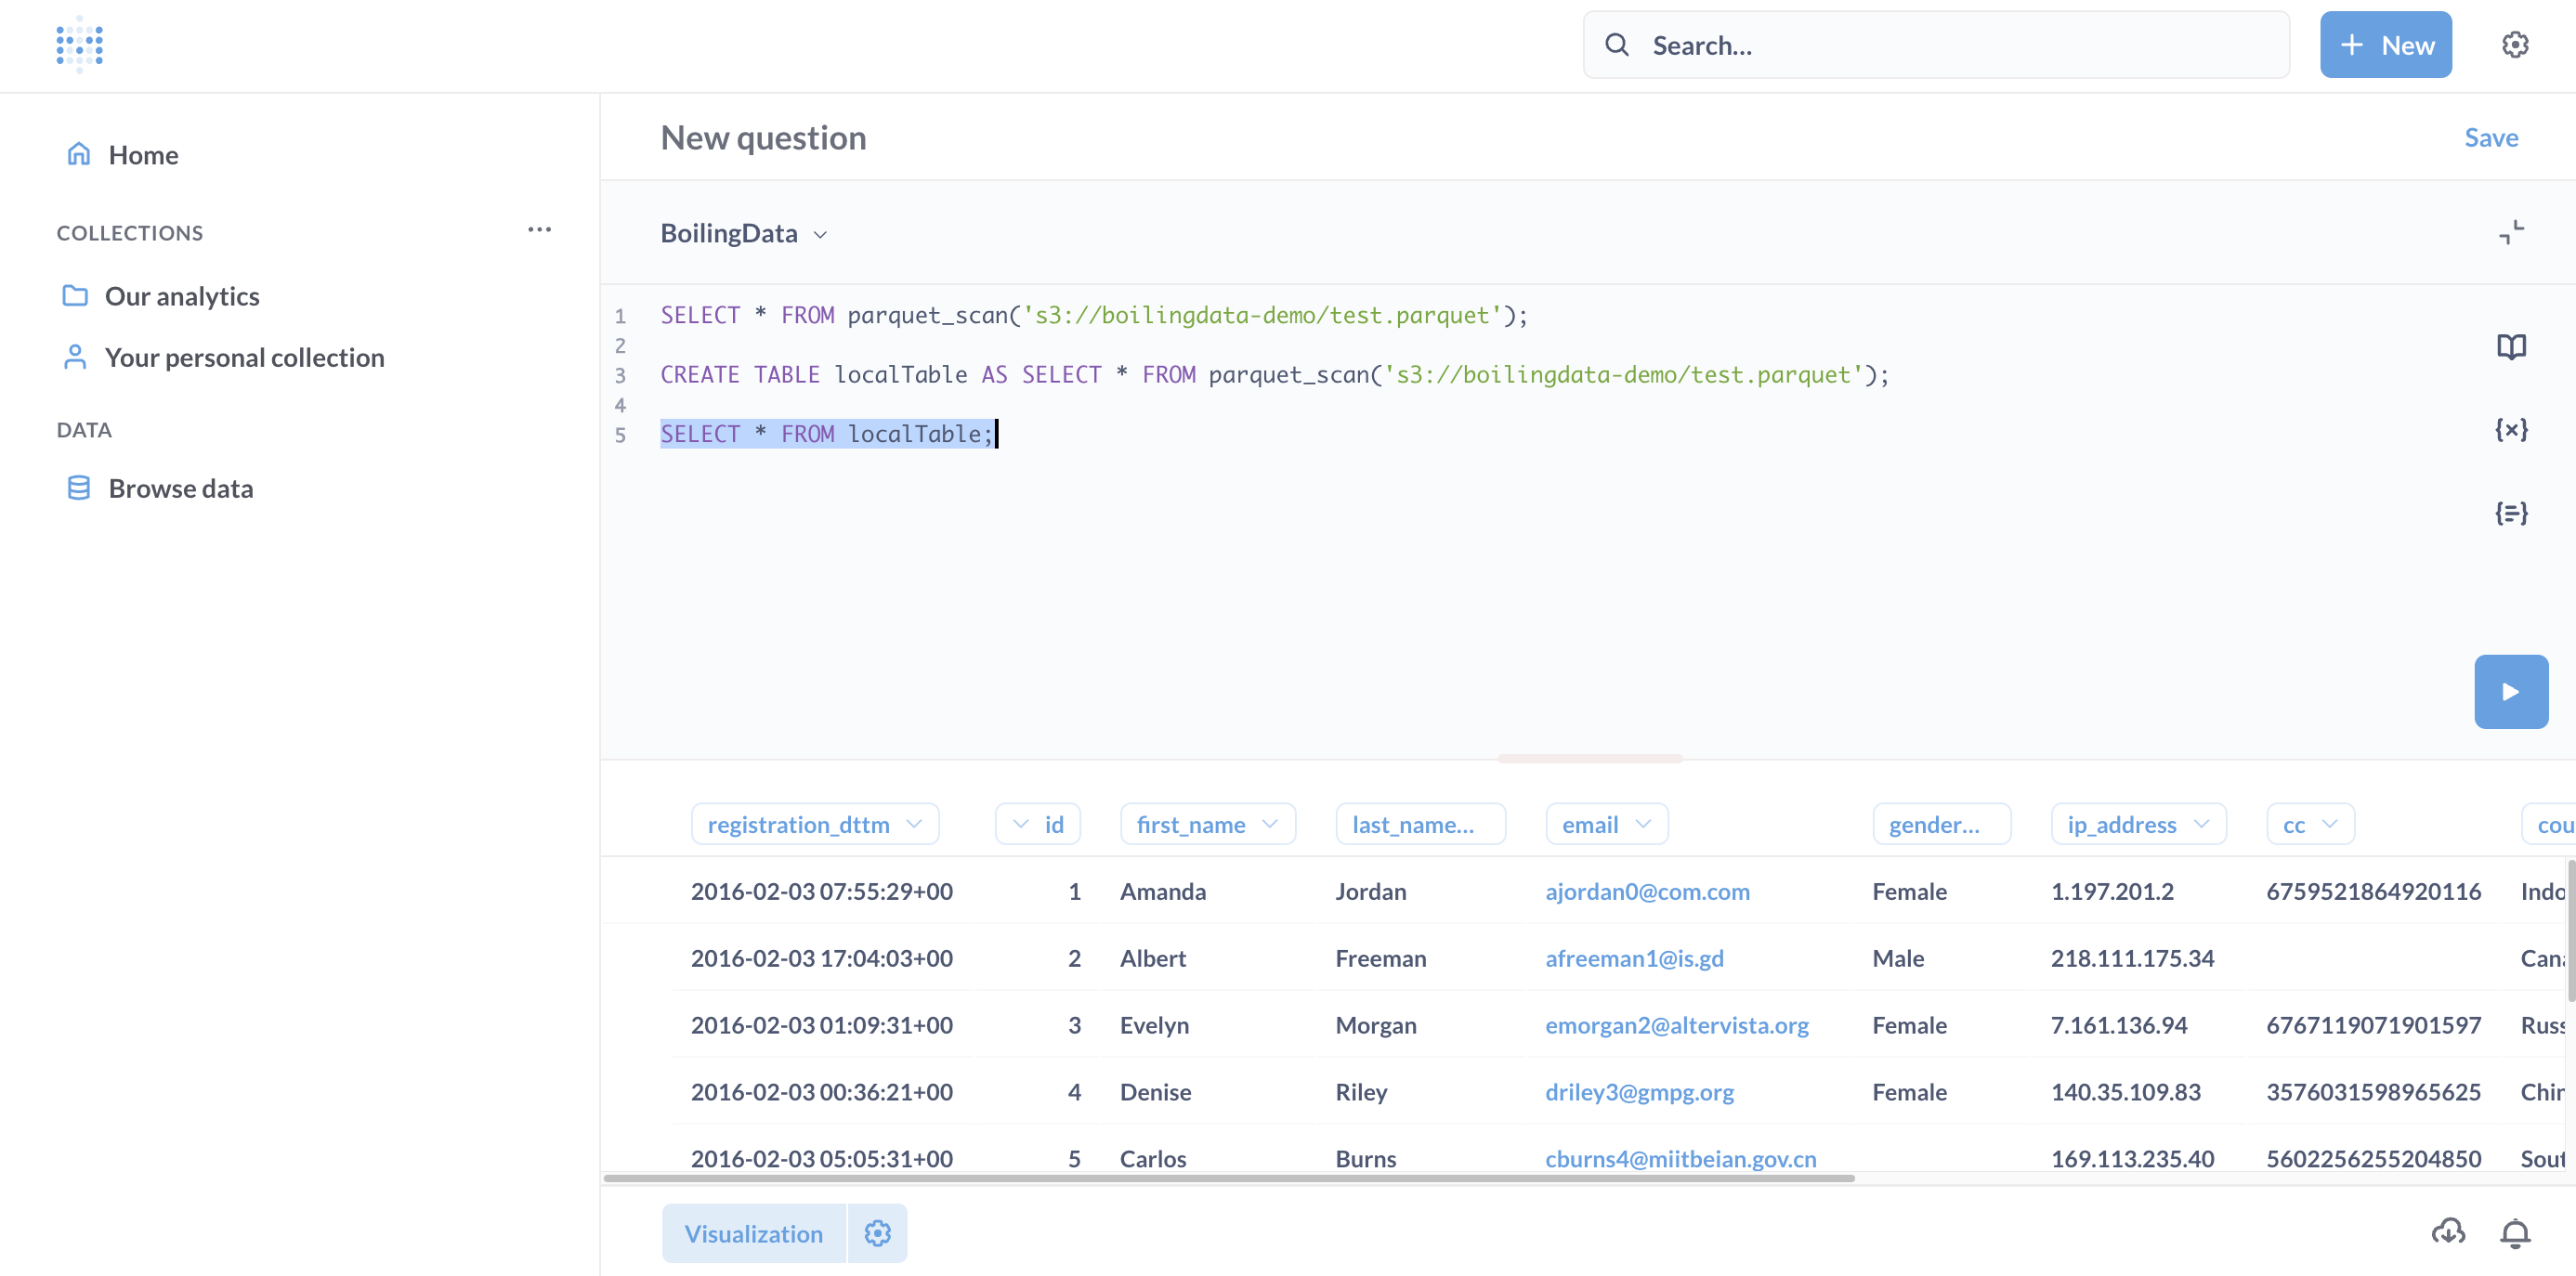 Search...
+ New
Home
COLLECTIONS
...
Our analytics
Your personal collection
DATA
Browse data
New question
Save
BoilingData
1 SELECT * FROM parquet_scan('s3://boilingdata-demo/test.parquet');
2
3 CREATE TABLE localTable AS SELECT * FROM parquet_scan('s3://boilingdata-demo/test.parquet');
4
5 SELECT * FROM localTable;
{x}
{=}
registration_dttm id first_name last_name... email gender... ip_address cc cou
2016-02-03 07:55:29+00 1 Amanda Jordan ajordan0@com.com Female 1.197.201.2 6759521864920116 Indo
2016-02-03 17:04:03+00 2 Albert Freeman afreeman1@is.gd Male 218.111.175.34 Cana
2016-02-03 01:09:31+00 3 Evelyn Morgan emorgan2@altervista.org Female 7.161.136.94 6767119071901597 Russ
2016-02-03 00:36:21+00 4 Denise Riley driley3@gmpg.org Female 140.35.109.83 3576031598965625 Chin
2016-02-03 05:05:31+00 5 Carlos Burns cburns4@miitbeian.gov.cn 169.113.235.40 5602256255204850 Sout
Visualization